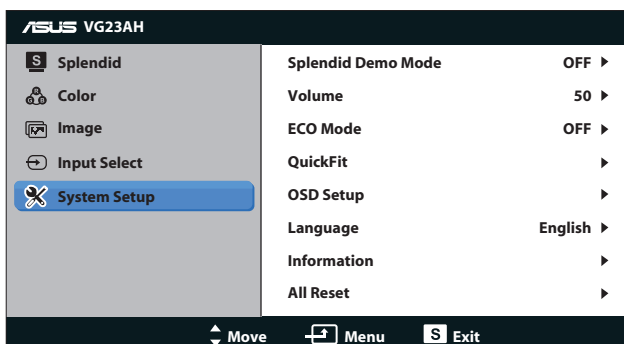 ASUS VG23AH
S Splendid
Color
Image
Input Select
System Setup
Splendid Demo Mode OFF
Volume 50
ECO Mode OFF
QuickFit
OSD Setup
Language English
Information
All Reset
Move Menu S Exit